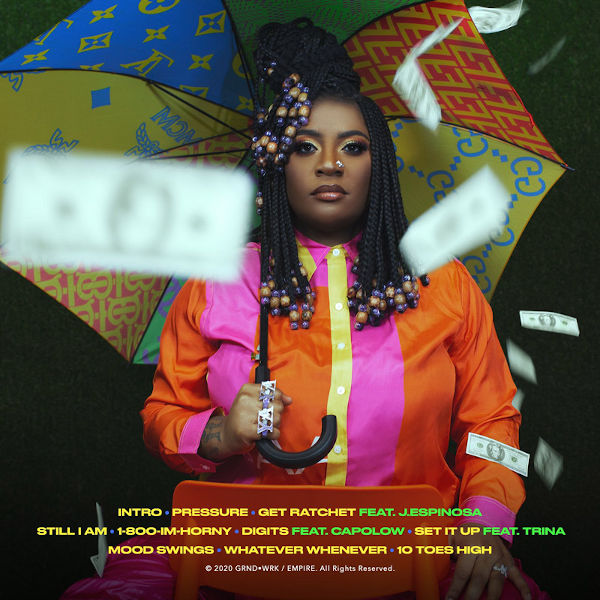 INTRO • PRESSURE • GET RATCHET FEAT. J.ESPINOSA
STILL I AM • 1-800-IM-HORNY • DIGITS FEAT. CAPOLOW • SET IT UP FEAT. TRINA
MOOD SWINGS • WHATEVER WHENEVER • 10 TOES HIGH
© 2020 GRND•WRK / EMPIRE. All Rights Reserved.